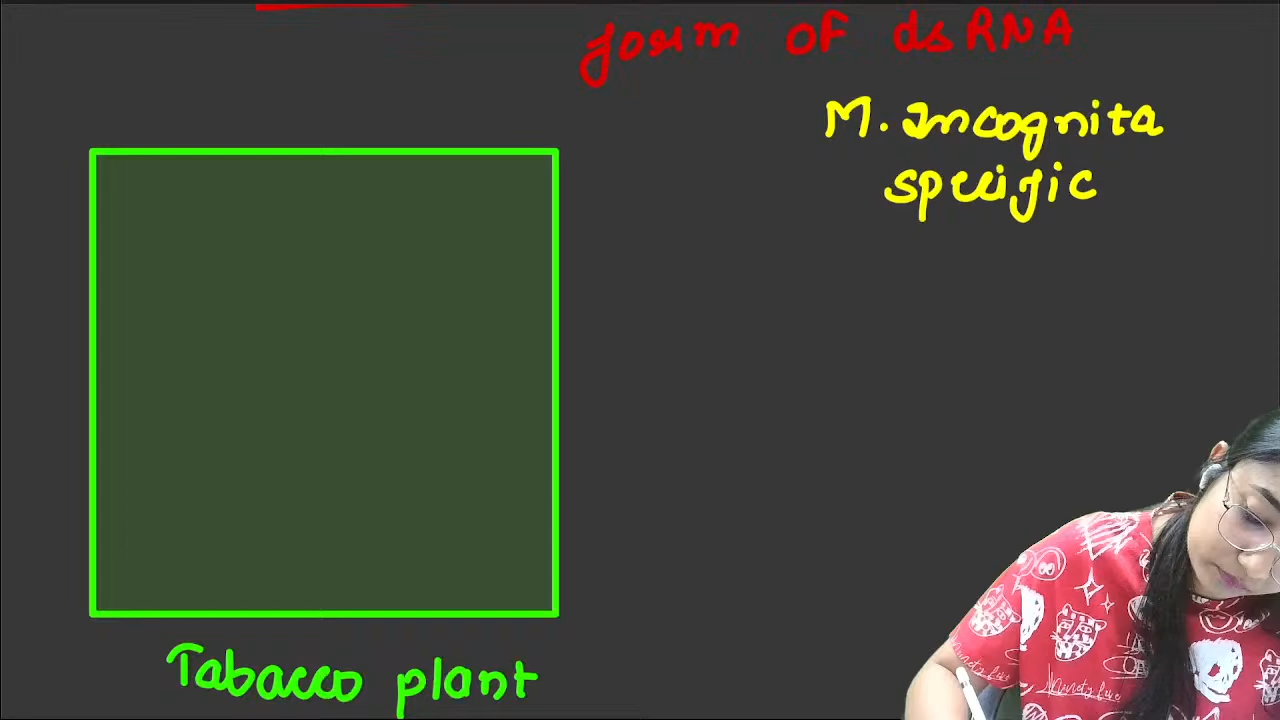 form of dsRNA
M. incognita
specific
Tabacco plant